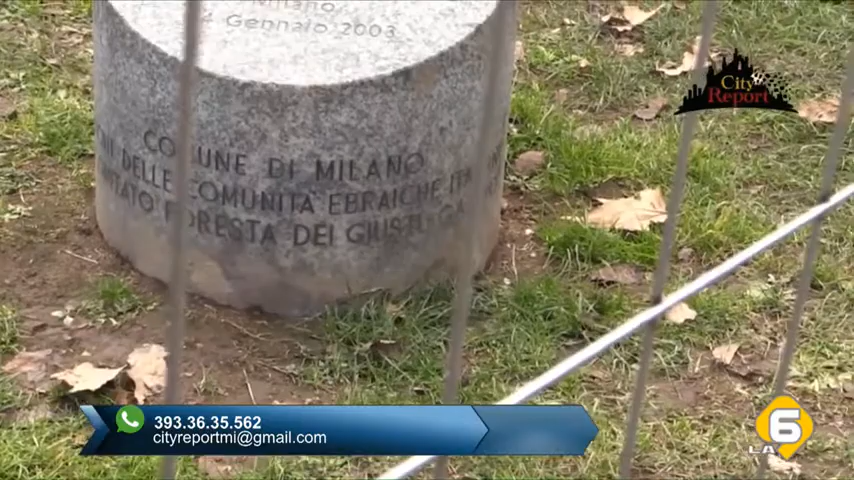 Milano
Gennaio 2003
COMUNE DI MILANO
DELLE COMUNITA EBRAICHE
FORESTA DEI GIUSTI
City
Report
393.36.35.562
cityreportmi@gmail.com
LA 6